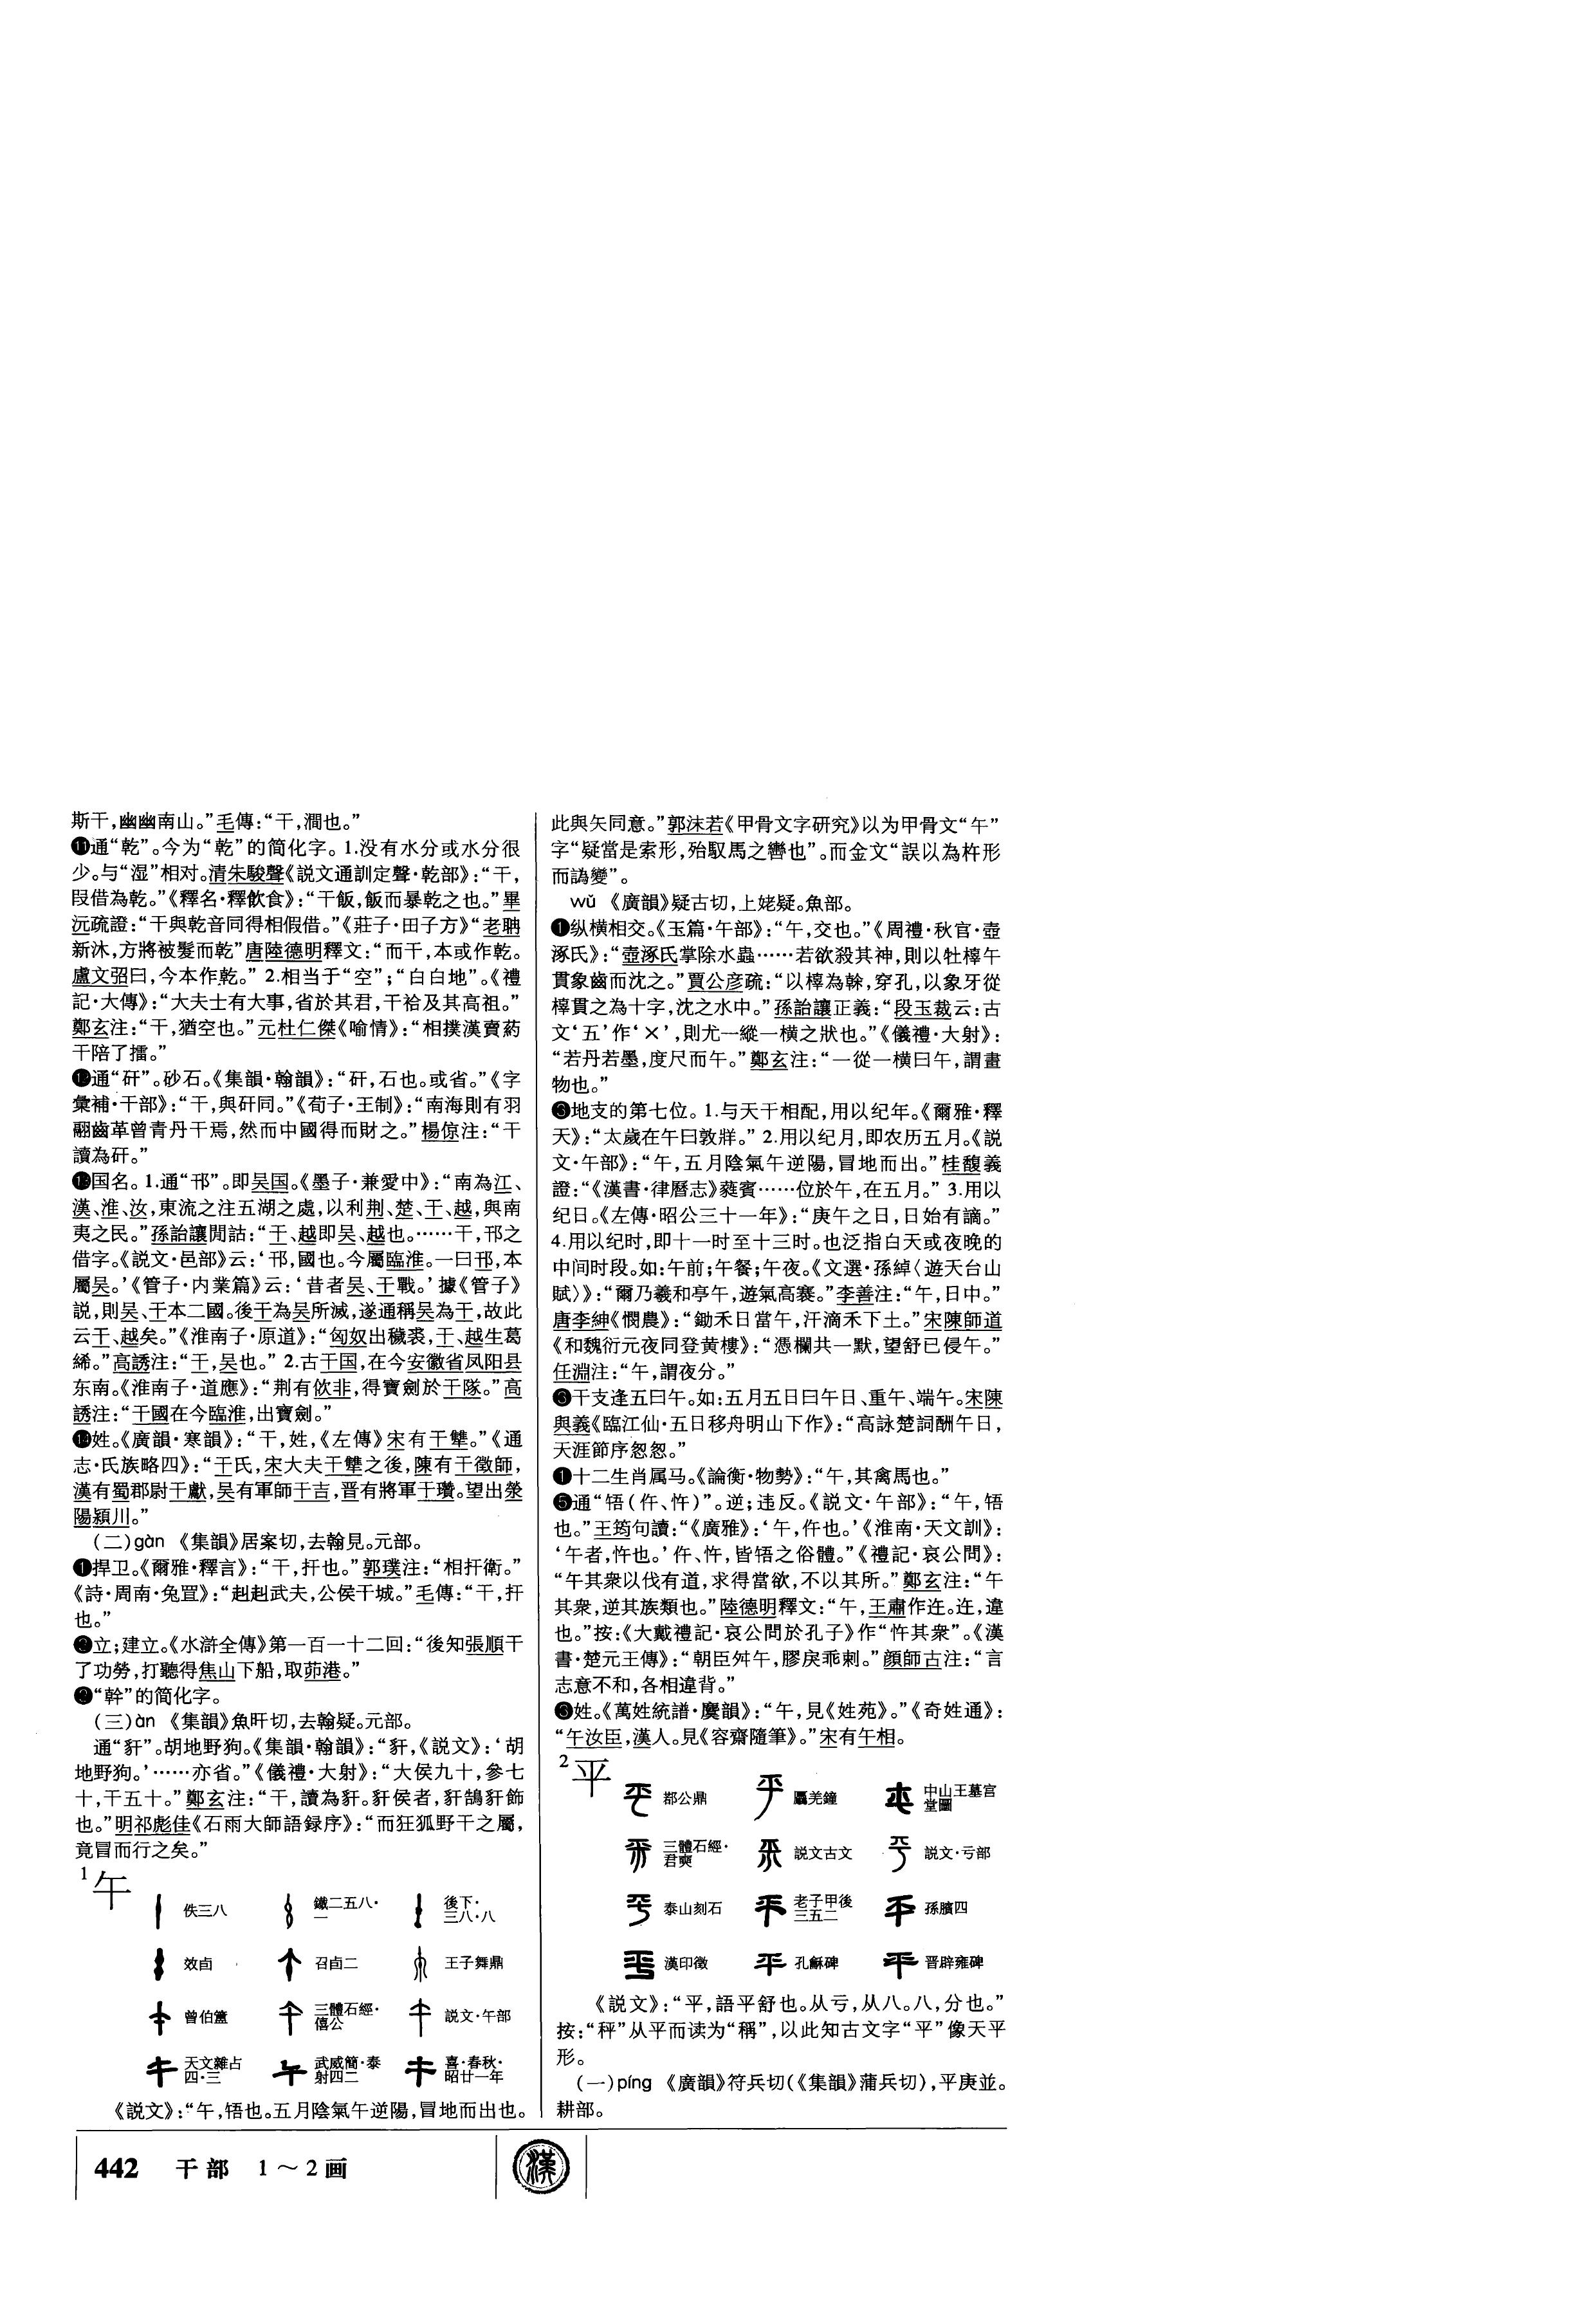 斯干，幽幽南山。”毛傳：“干，澗也。”
⓫通“乾”。今为“乾”的简化字。1.没有水分或水分很
少。与“湿”相对。清朱駿聲《説文通訓定聲·乾部》：“干，
叚借為乾。”《釋名·釋飲食》：“干飯，飯而暴乾之也。”畢
沅疏證：“干與乾音同得相假借。”《莊子·田子方》“老聃
新沐，方將被髮而乾”唐陸德明釋文：“而干，本或作乾。
盧文弨曰，今本作乾。”2.相当于“空”；“白白地”。《禮
記·大傳》：“大夫士有大事，省於其君，干祫及其高祖。”
鄭玄注：“干，猶空也。”元杜仁傑《喻情》：“相撲漢賣葯
干陪了擂。”
⓬通“矸”。砂石。《集韻·翰韻》：“矸，石也。或省。”《字
彙補·干部》：“干，與矸同。”《荀子·王制》：“南海則有羽
翮齒革曾青丹干焉，然而中國得而財之。”楊倞注：“干
讀為矸。”
⓭国名。1.通“邗”。即吴国。《墨子·兼愛中》：“南為江、
漢、淮、汝，東流之注五湖之處，以利荆、楚、干、越，與南
夷之民。”孫詒讓閒詁：“干、越即吴、越也。……干，邗之
借字。《説文·邑部》云：‘邗，國也。今屬臨淮。一曰邗，本
屬吴。’《管子·内業篇》云：‘昔者吴、干戰。’據《管子》
説，則吴、干本二國。後干為吴所滅，遂通稱吴為干，故此
云干、越矣。”《淮南子·原道》：“匈奴出穢裘，干、越生葛
絺。”高誘注：“干，吴也。”2.古干国，在今安徽省凤阳县
东南。《淮南子·道應》：“荆有佽非，得寶劍於干隊。”高
誘注：“干國在今臨淮，出寶劍。”
⓮姓。《廣韻·寒韻》：“干，姓，《左傳》宋有干犨。”《通
志·氏族略四》：“干氏，宋大夫干犨之後，陳有干徵師，
漢有蜀郡尉干獻，吴有軍師干吉，晋有將軍干瓚。望出滎
陽潁川。”
（二）gàn 《集韻》居案切，去翰見。元部。
❶捍卫。《爾雅·釋言》：“干，扞也。”郭璞注：“相扞衛。”
《詩·周南·兔罝》：“赳赳武夫，公侯干城。”毛傳：“干，扞
也。”
❷立；建立。《水滸全傳》第一百一十二回：“後知張順干
了功勞，打聽得焦山下船，取茆港。”
❸“幹”的简化字。
（三）àn 《集韻》魚旰切，去翰疑。元部。
通“豻”。胡地野狗。《集韻·翰韻》：“豻，《説文》：‘胡
地野狗。’……亦省。”《儀禮·大射》：“大侯九十，參七
十，干五十。”鄭玄注：“干，讀為豻。豻侯者，豻鵠豻飾
也。”明祁彪佳《石雨大師語録序》：“而狂狐野干之屬，
竟冒而行之矣。”
1午
佚三八 鐵二五八·一 後下·三八·八
效卣 召卣二 王子舞鼎
曾伯簠 三體石經·僖公 説文·午部
天文雜占四·三 武威簡·泰射四二 喜·春秋·昭廿一年
《説文》：“午，啎也。五月陰氣午逆陽，冒地而出也。
此與矢同意。”郭沫若《甲骨文字研究》以为甲骨文“午”
字“疑當是索形，殆馭馬之轡也”。而金文“誤以為杵形
而譌變”。
wǔ 《廣韻》疑古切，上姥疑。魚部。
❶纵横相交。《玉篇·午部》：“午，交也。”《周禮·秋官·壺
涿氏》：“壺涿氏掌除水蟲……若欲殺其神，則以牡橭午
貫象齒而沈之。”賈公彦疏：“以橭為榦，穿孔，以象牙從
橭貫之為十字，沈之水中。”孫詒讓正義：“段玉裁云：古
文‘五’作‘㐅’，則尤一縱一横之狀也。”《儀禮·大射》：
“若丹若墨，度尺而午。”鄭玄注：“一從一横曰午，謂畫
物也。”
❷地支的第七位。1.与天干相配，用以纪年。《爾雅·釋
天》：“太歲在午曰敦牂。”2.用以纪月，即农历五月。《説
文·午部》：“午，五月陰氣午逆陽，冒地而出。”桂馥義
證：“《漢書·律曆志》蕤賓……位於午，在五月。”3.用以
纪日。《左傳·昭公三十一年》：“庚午之日，日始有謫。”
4.用以纪时，即十一时至十三时。也泛指白天或夜晚的
中间时段。如：午前；午餐；午夜。《文選·孫綽〈遊天台山
賦〉》：“爾乃羲和亭午，遊氣高褰。”李善注：“午，日中。”
唐李紳《憫農》：“鋤禾日當午，汗滴禾下土。”宋陳師道
《和魏衍元夜同登黄樓》：“憑欄共一默，望舒已侵午。”
任淵注：“午，謂夜分。”
❸干支逢五曰午。如：五月五日曰午日、重午、端午。宋陳
與義《臨江仙·五日移舟明山下作》：“高詠楚詞酬午日，
天涯節序怱怱。”
❹十二生肖属马。《論衡·物勢》：“午，其禽馬也。”
❺通“啎（仵、忤）”。逆；违反。《説文·午部》：“午，啎
也。”王筠句讀：“《廣雅》：‘午，仵也。’《淮南·天文訓》：
‘午者，忤也。’仵、忤，皆啎之俗體。”《禮記·哀公問》：
“午其衆以伐有道，求得當欲，不以其所。”鄭玄注：“午
其衆，逆其族類也。”陸德明釋文：“午，王肅作迕。迕，違
也。”按：《大戴禮記·哀公問於孔子》作“忤其衆”。《漢
書·楚元王傳》：“朝臣舛午，膠戾乖剌。”顔師古注：“言
志意不和，各相違背。”
❻姓。《萬姓統譜·麌韻》：“午，見《姓苑》。”《奇姓通》：
“午汝臣，漢人。見《容齋隨筆》。”宋有午相。
2平
都公鼎 驫羌鐘 中山王墓宫堂圖
三體石經·君奭 説文古文 説文·亏部
泰山刻石 老子甲後三五二 孫臏四
漢印徵 孔龢碑 晋辟雍碑
《説文》：“平，語平舒也。从亏，从八。八，分也。”
按：“秤”从平而读为“稱”，以此知古文字“平”像天平
形。
（一）píng 《廣韻》符兵切（《集韻》蒲兵切），平庚並。
耕部。
442 干部 1～2画
漢